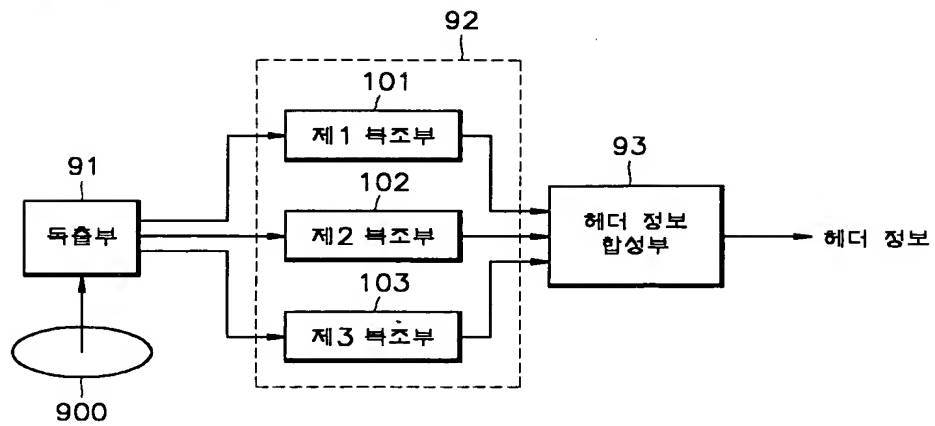 92
101
제1 복조부
91
독출부
102
제2 복조부
93
헤더 정보
합성부
헤더 정보
103
제3 복조부
900